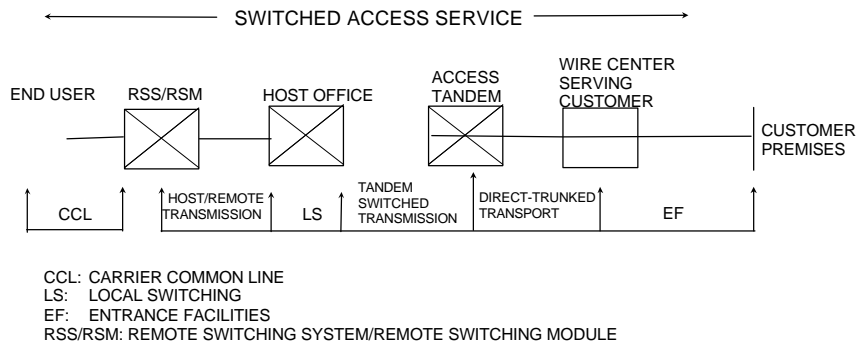 SWITCHED ACCESS SERVICE
WIRE CENTER
SERVING
CUSTOMER
ACCESS
TANDEM
END USER
RSS/RSM
HOST OFFICE
CUSTOMER
PREMISES
CCL
HOST/REMOTE
TRANSMISSION
LS
TANDEM
SWITCHED
TRANSMISSION
DIRECT-TRUNKED
TRANSPORT
EF
CCL: CARRIER COMMON LINE
LS: LOCAL SWITCHING
EF: ENTRANCE FACILITIES
RSS/RSM: REMOTE SWITCHING SYSTEM/REMOTE SWITCHING MODULE